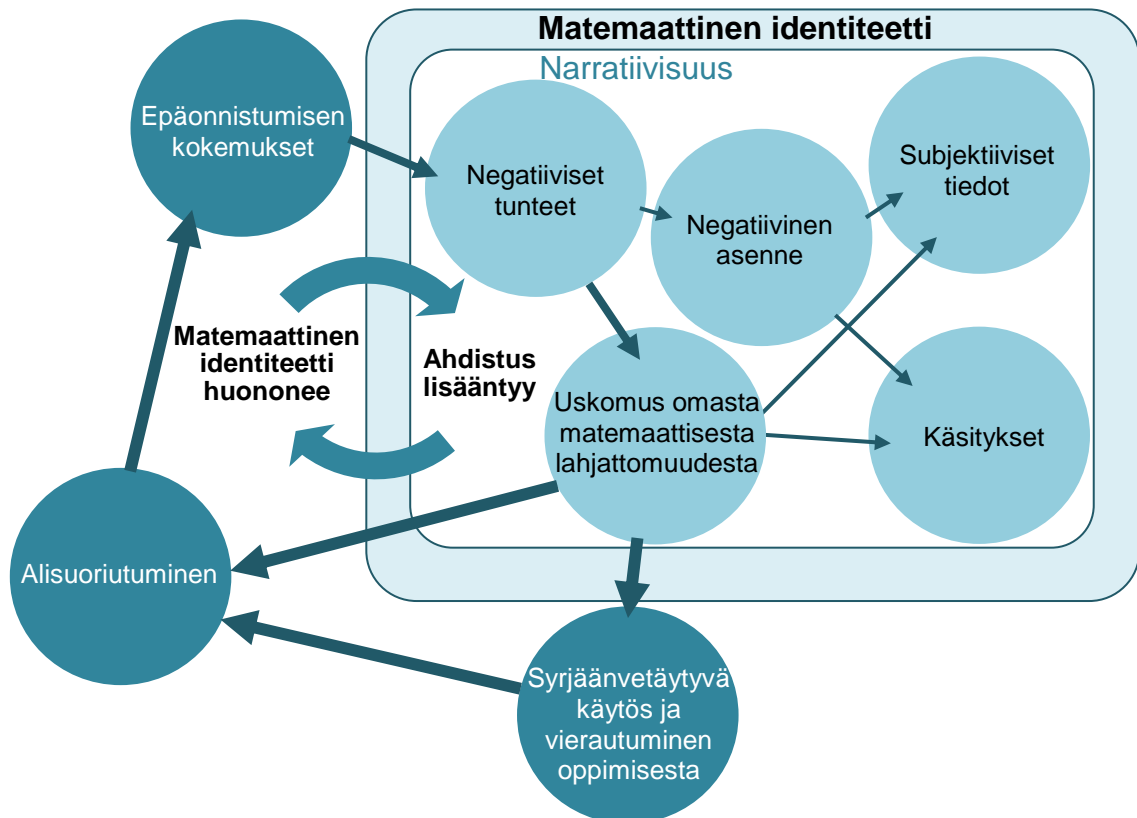 Matemaattinen identiteetti
Narratiivisuus
Epäonnistumisen
kokemukset
Negatiiviset
tunteet
Negatiivinen
asenne
Subjektiiviset
tiedot
Matemaattinen
identiteetti
huononee
Ahdistus
lisääntyy
Uskomus omasta
matemaattisesta
lahjattomuudesta
Käsitykset
Alisuoriutuminen
Syrjäänvetäytyvä
käytös ja
vierautuminen
oppimisesta